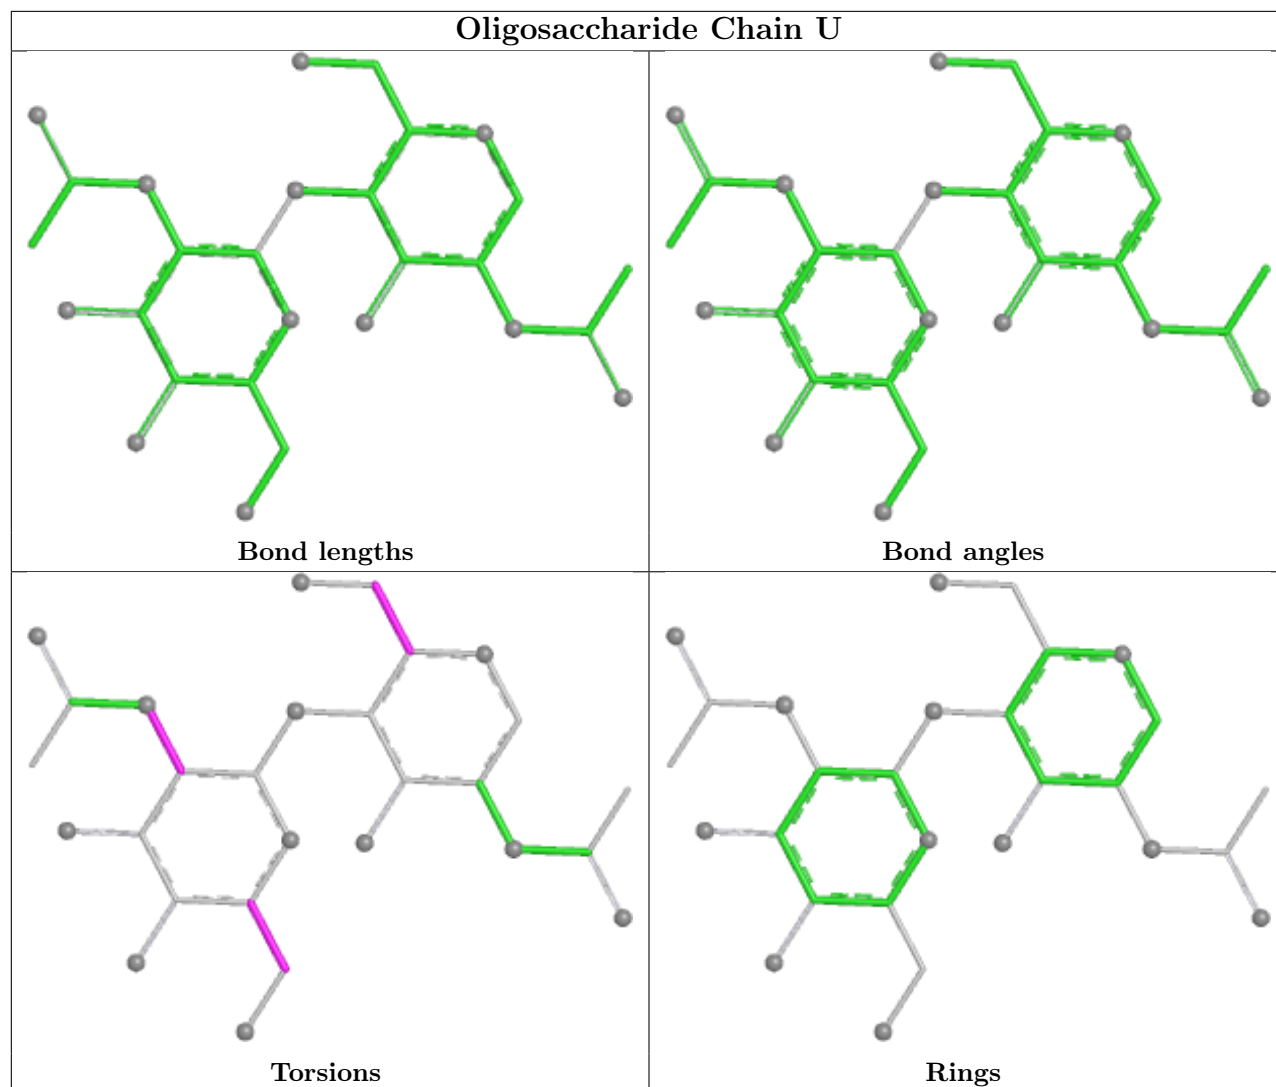 Oligosaccharide Chain U
Bond lengths
Bond angles
Torsions
Rings